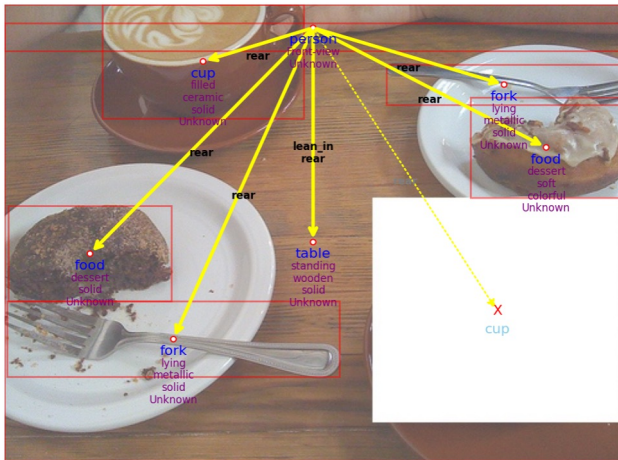 person
Front-view
Unknown
rear
cup
filled
ceramic
solid
Unknown
rear
fork
lying
metallic
solid
Unknown
rear
food
dessert
soft
colorful
Unknown
rear
lean_in
rear
rear
table
standing
wooden
solid
Unknown
food
dessert
solid
Unknown
X
cup
fork
lying
metallic
solid
Unknown